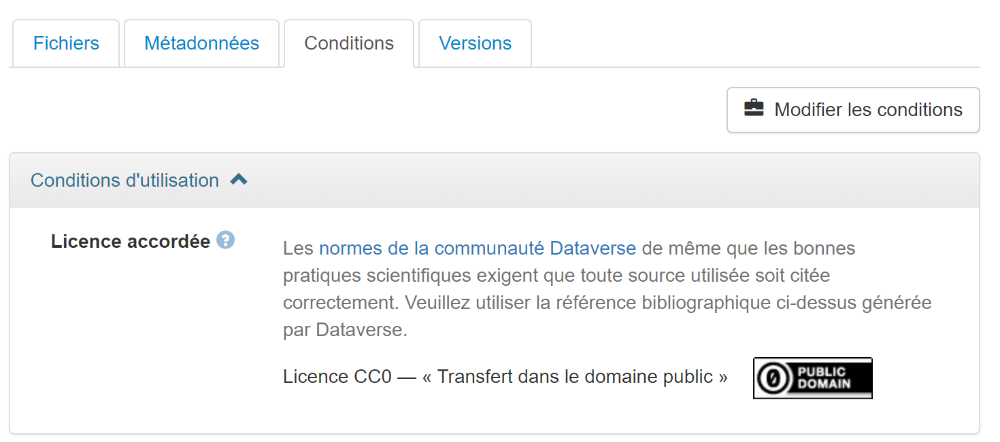 Fichiers
Métadonnées
Conditions
Versions
Modifier les conditions
Conditions d'utilisation
Licence accordée ?
Les normes de la communauté Dataverse de même que les bonnes
pratiques scientifiques exigent que toute source utilisée soit citée
correctement. Veuillez utiliser la référence bibliographique ci-dessus générée
par Dataverse.
Licence CC0 — « Transfert dans le domaine public »
0 PUBLIC
DOMAIN